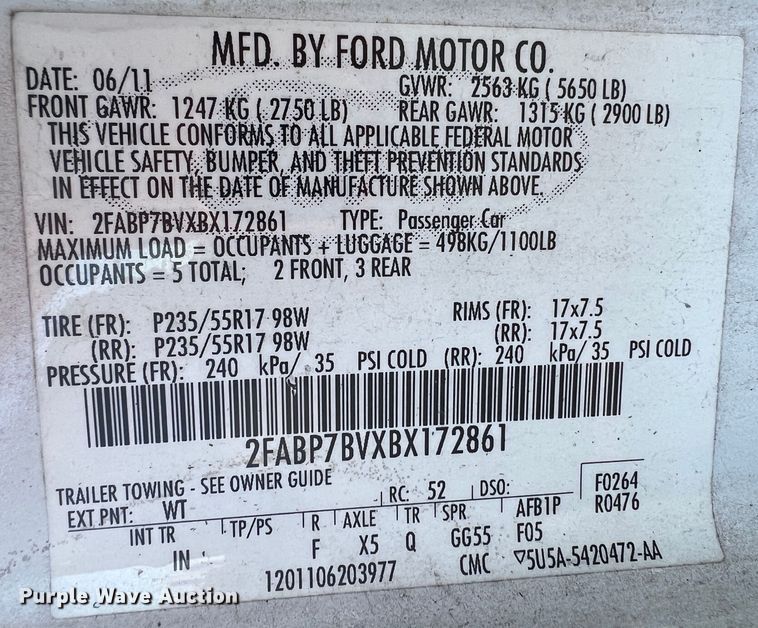 MFD. BY FORD MOTOR CO.
DATE: 06/11 GVWR: 2563 KG ( 5650 LB)
FRONT GAWR: 1247 KG ( 2750 LB) REAR GAWR: 1315 KG ( 2900 LB)
THIS VEHICLE CONFORMS TO ALL APPLICABLE FEDERAL MOTOR
VEHICLE SAFETY, BUMPER, AND THEFT PREVENTION STANDARDS
IN EFFECT ON THE DATE OF MANUFACTURE SHOWN ABOVE.
VIN: 2FABP7BVXBX172861 TYPE: Passenger Car
MAXIMUM LOAD = OCCUPANTS + LUGGAGE = 498KG/1100LB
OCCUPANTS = 5 TOTAL; 2 FRONT, 3 REAR
TIRE (FR): P235/55R17 98W RIMS (FR): 17x7.5
(RR): P235/55R17 98W (RR): 17x7.5
PRESSURE (FR): 240 kPa/ 35 PSI COLD (RR): 240 kPa/ 35 PSI COLD
2FABP7BVXBX172861
TRAILER TOWING - SEE OWNER GUIDE
EXT PNT: WT RC: 52 DSO: F0264
INT TR TP/PS R AXLE TR SPR AFB1P R0476
IN F X5 Q GG55 F05
1201106203977 CMC ▽5U5A-5420472-AA
Purple Wave Auction